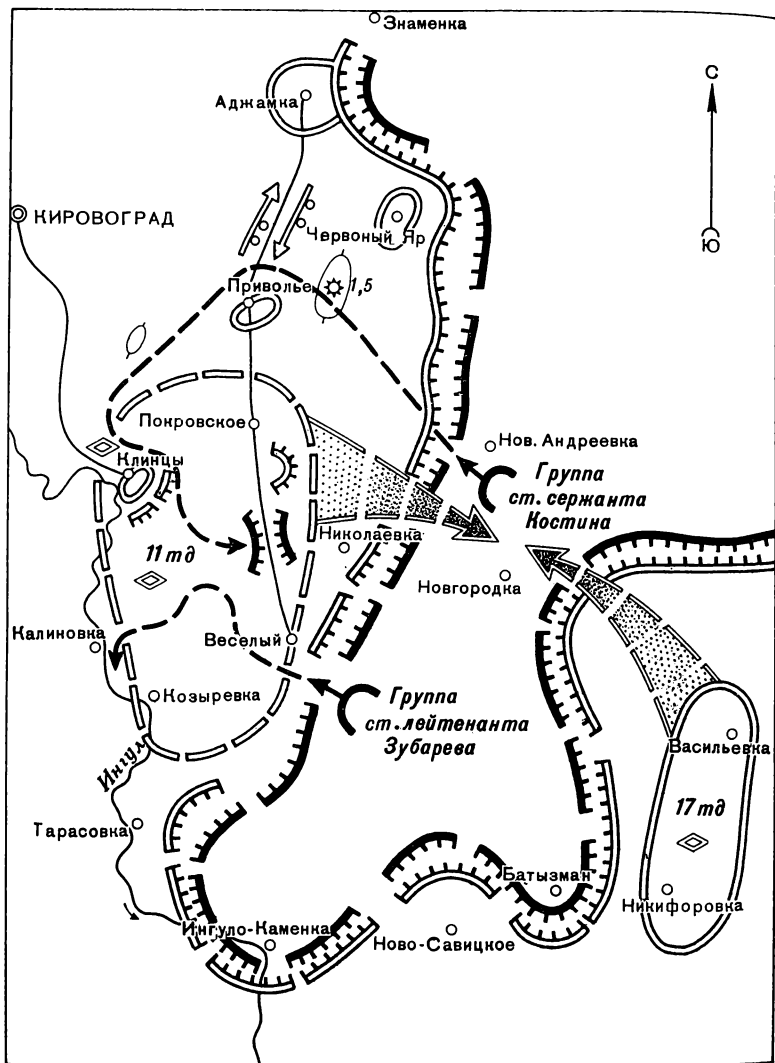 Знаменка
Аджамка
С
Ю
КИРОВОГРАД
Червоный Яр
Приволье
1,5
Покровское
Нов. Андреевка
Клинцы
Группа
ст. сержанта
Костина
11 тд
Николаевка
Новгородка
Калиновка
Веселый
Козыревка
Группа
ст. лейтенанта
Зубарева
Ингул
Васильевка
17 тд
Тарасовка
Батызман
Никифоровка
Ингуло-Каменка
Ново-Савицкое